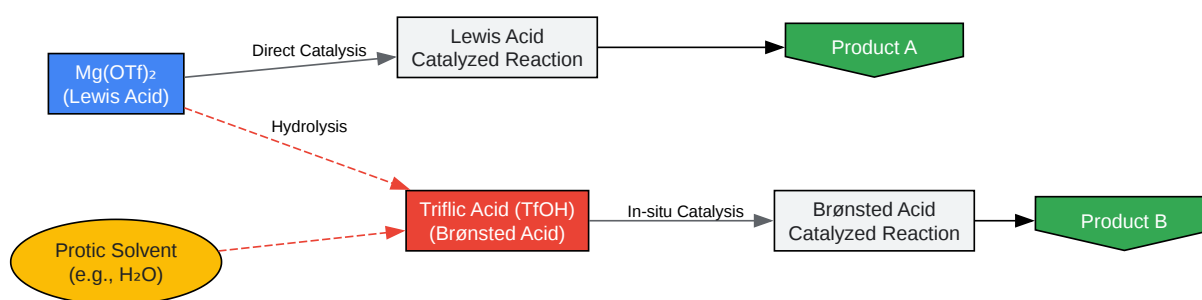 Mg(OTf)₂
(Lewis Acid)
Direct Catalysis
Lewis Acid
Catalyzed Reaction
Product A
Hydrolysis
Protic Solvent
(e.g., H₂O)
Triflic Acid (TfOH)
(Brønsted Acid)
In-situ Catalysis
Brønsted Acid
Catalyzed Reaction
Product B